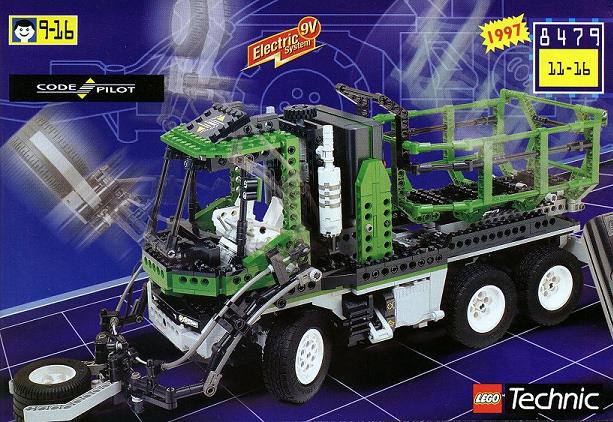 9-16
Electric 9V
System
1997
8479
11-16
CODE PILOT
LEGO Technic